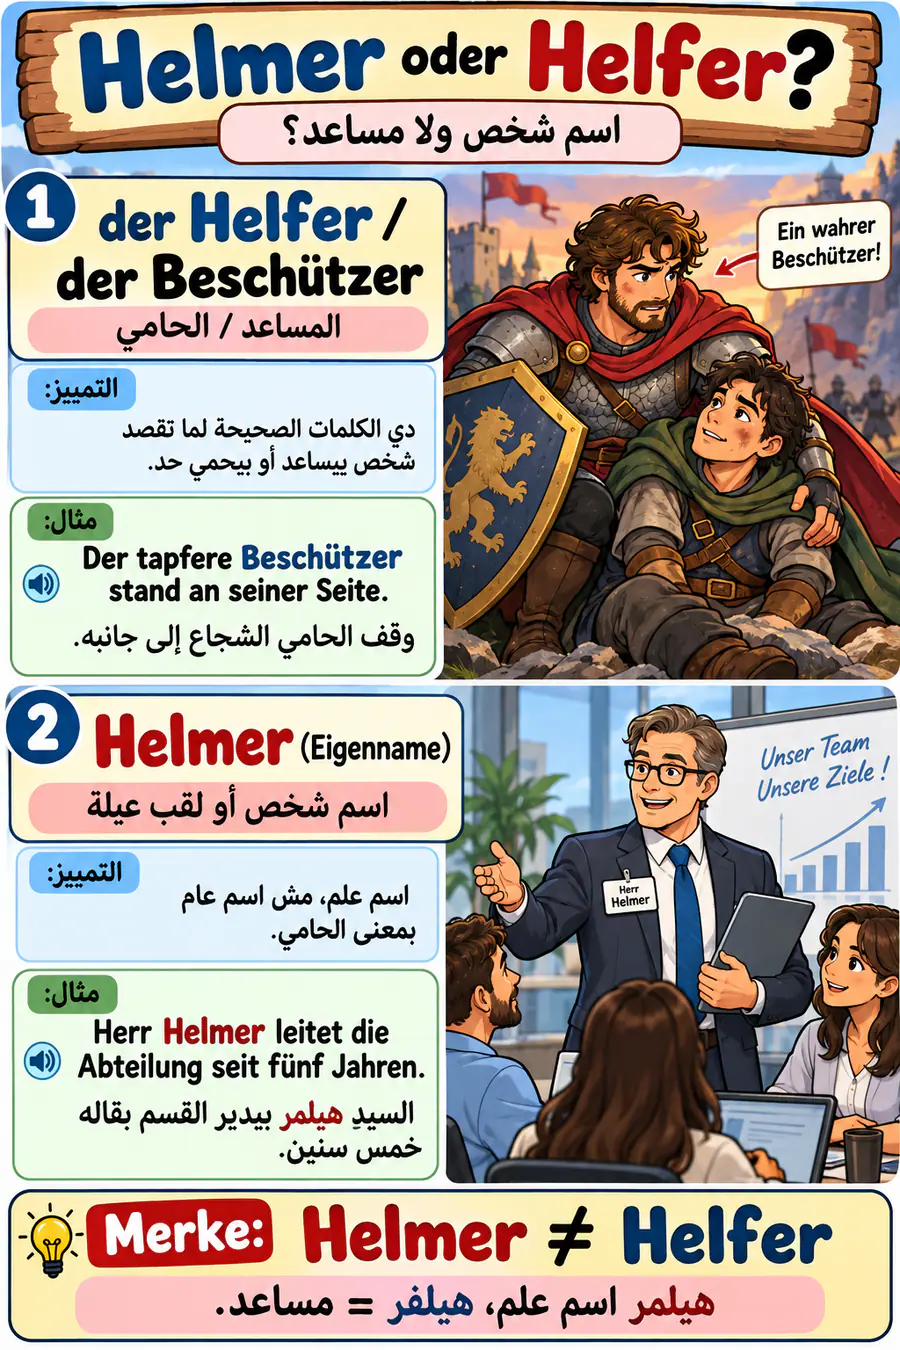 Helmer oder Helfer?
اسم شخص ولا مساعد؟
1
der Helfer /
der Beschützer
المساعد / الحامي
Ein wahrer
Beschützer!
التمييز:
دي الكلمات الصحيحة لما تقصد
شخص بيساعد أو بيحمي حد.
مثال:
Der tapfere Beschützer
stand an seiner Seite.
وقف الحامي الشجاع إلى جانبه.
2
Helmer (Eigenname)
اسم شخص أو لقب عيلة
Unser Team
Unsere Ziele !
Herr
Helmer
التمييز:
اسم علم، مش اسم عام
بمعنى الحامي.
مثال:
Herr Helmer leitet die
Abteilung seit fünf Jahren.
السيدِ هيلمر بيدير القسم بقاله
خمس سنين.
Merke: Helmer ≠ Helfer
هيلمر اسم علم، هيلفر = مساعد.